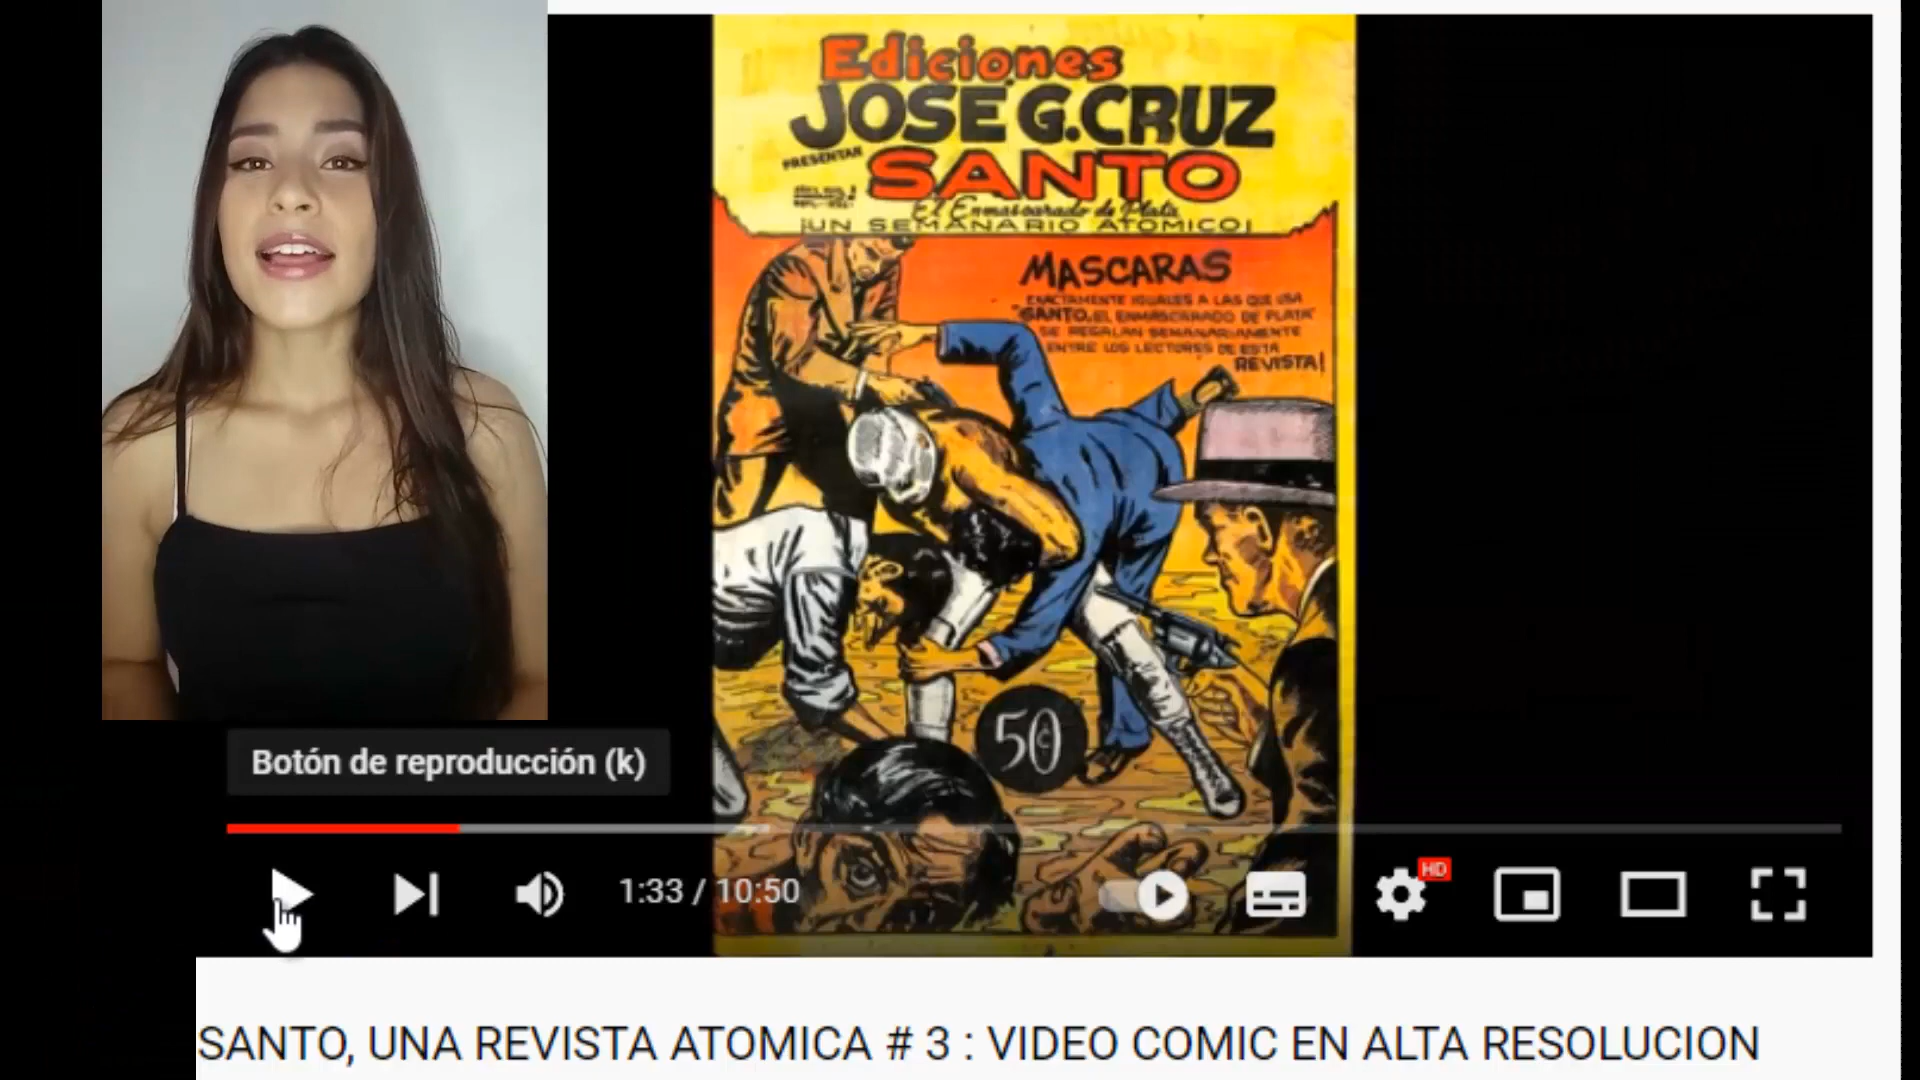 Ediciones
JOSE G. CRUZ
PRESENTAN
SANTO
El Enmascarado de Plata
¡UN SEMANARIO ATOMICO!
MASCARAS
EXACTAMENTE IGUALES A LAS QUE USA
"SANTO, EL ENMASCARADO DE PLATA"
SE REGALAN SEMANARIAMENTE
ENTRE LOS LECTORES DE ESTA
REVISTA!
50¢
Botón de reproducción (k)
1:33 / 10:50
HD
SANTO, UNA REVISTA ATOMICA # 3 : VIDEO COMIC EN ALTA RESOLUCION